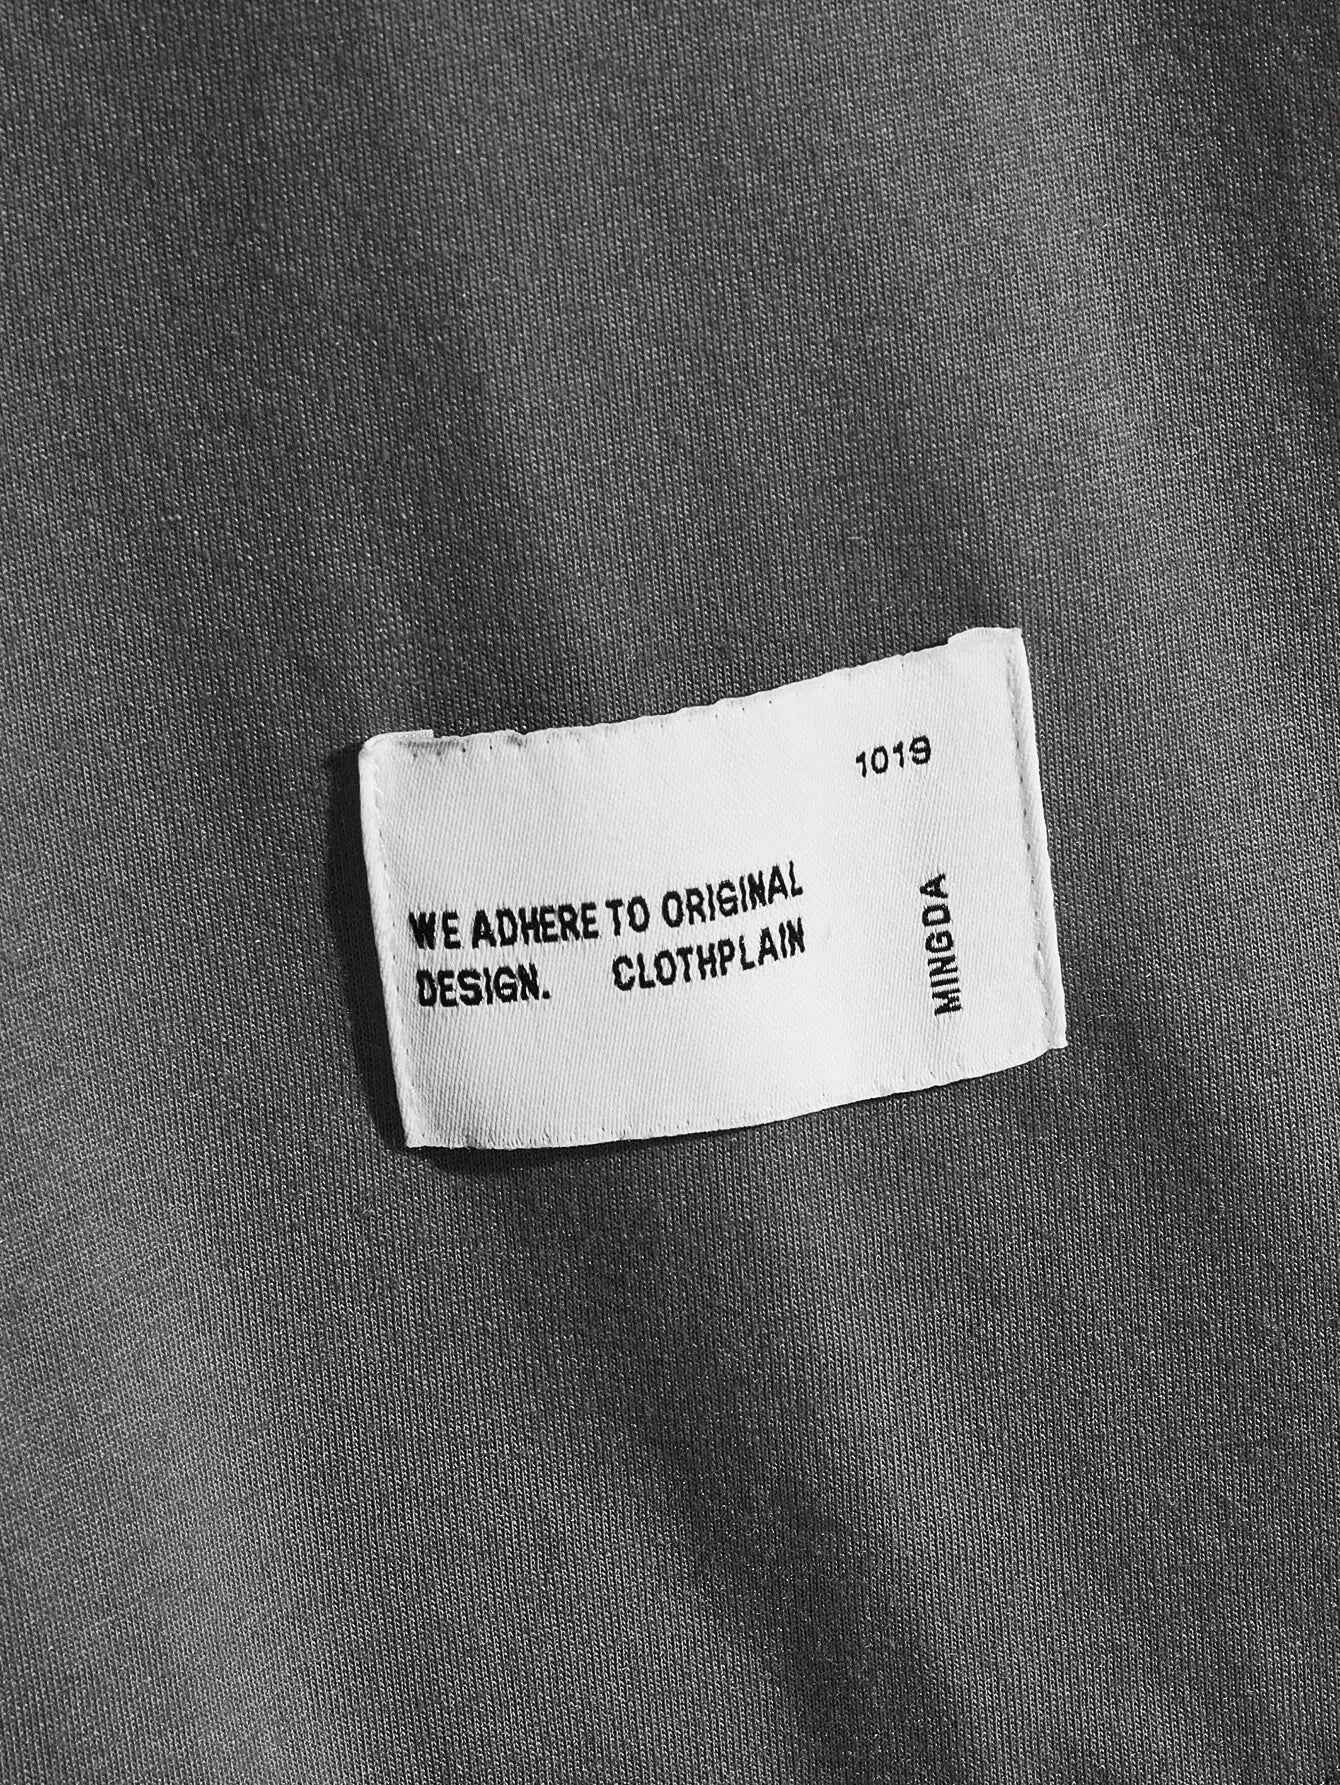 1019
WE ADHERE TO ORIGINAL
DESIGN. CLOTHPLAIN
MINGDA